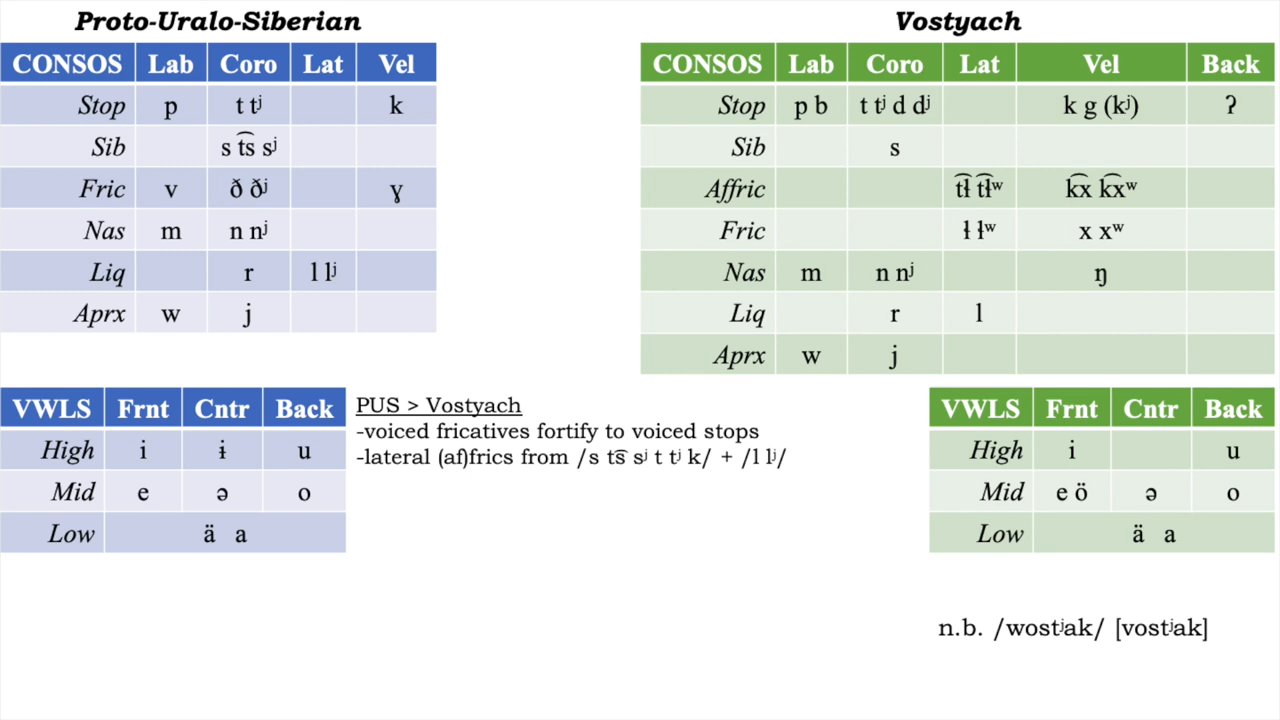 Proto-Uralo-Siberian
CONSOS Lab Coro Lat Vel
Stop p t tʲ k
Sib s t͡s sʲ
Fric v ð ðʲ ɣ
Nas m n nʲ
Liq r l lʲ
Aprx w j
Vostyach
CONSOS Lab Coro Lat Vel Back
Stop p b t tʲ d dʲ k g (kʲ) ʔ
Sib s
Affric t͡ł t͡łʷ k͡x k͡xʷ
Fric ł łʷ x xʷ
Nas m n nʲ ŋ
Liq r l
Aprx w j
VWLS Frnt Cntr Back
High i ɨ u
Mid e ə o
Low ä a
PUS > Vostyach
-voiced fricatives fortify to voiced stops
-lateral (af)frics from /s t͡s sʲ t tʲ k/ + /l lʲ/
VWLS Frnt Cntr Back
High i u
Mid e ö ə o
Low ä a
n.b. /wostʲak/ [vostʲak]